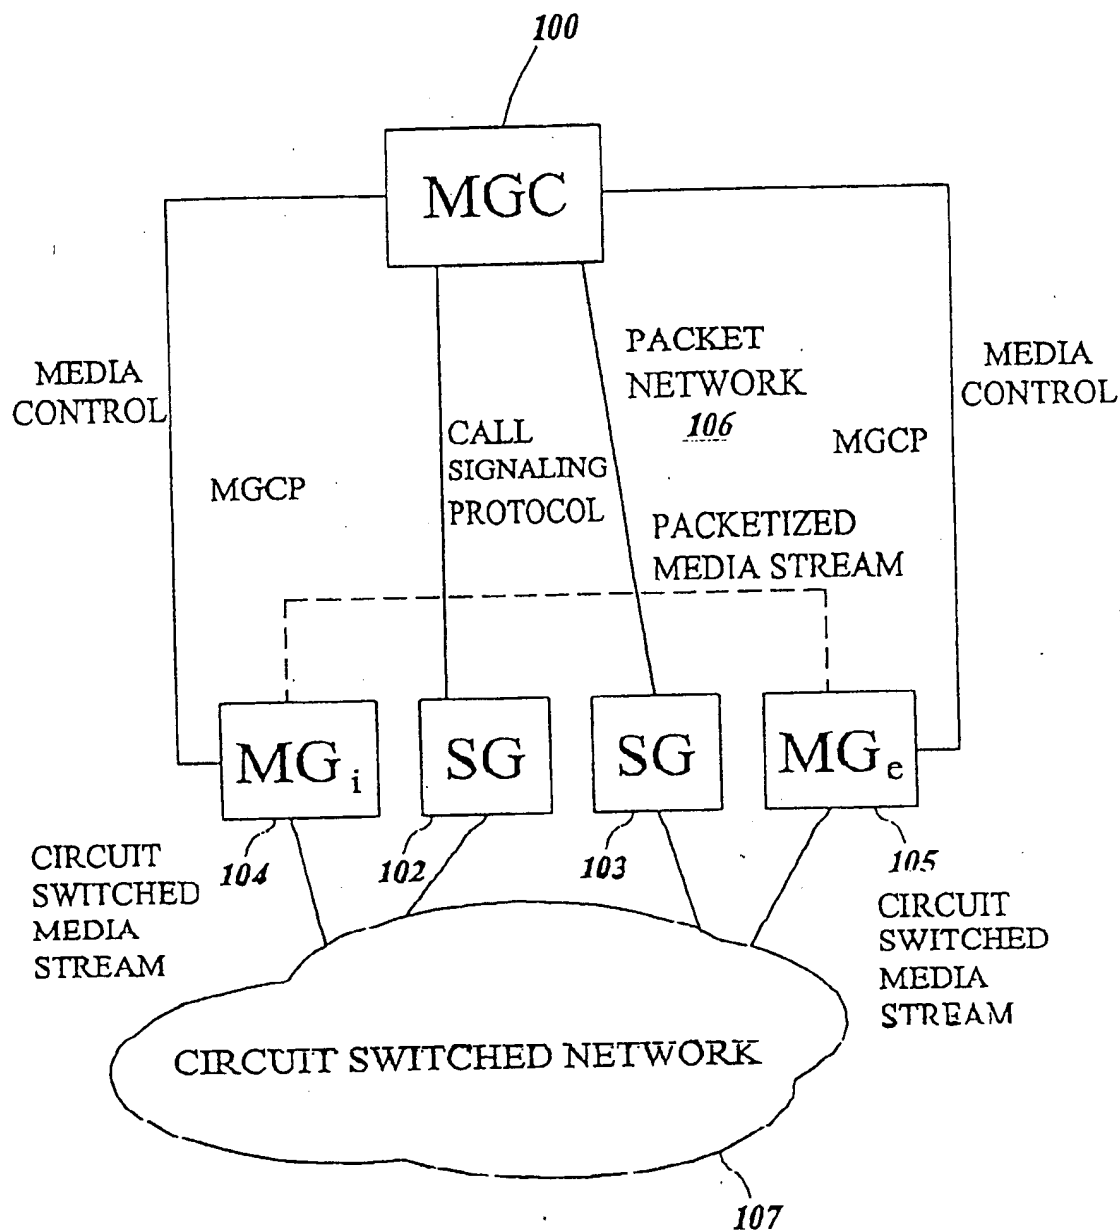 100
MGC
MEDIA
CONTROL
MGCP
CALL
SIGNALING
PROTOCOL
PACKET
NETWORK
106
PACKETIZED
MEDIA STREAM
MGCP
MEDIA
CONTROL
MGi
SG
SG
MGe
104
102
103
105
CIRCUIT
SWITCHED
MEDIA
STREAM
CIRCUIT
SWITCHED
MEDIA
STREAM
CIRCUIT SWITCHED NETWORK
107